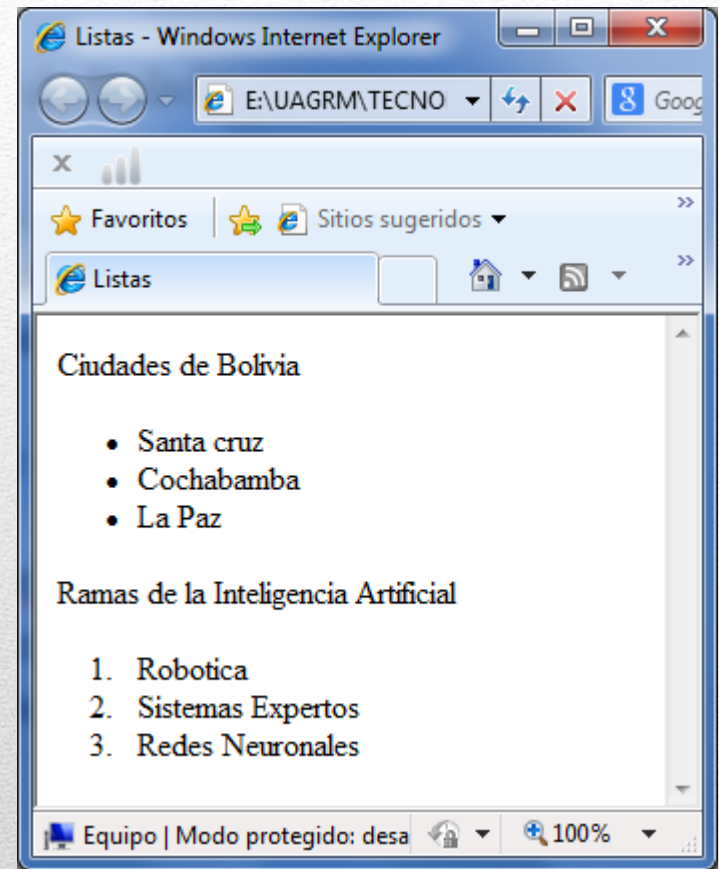 Listas - Windows Internet Explorer
E:\UAGRM\TECNO
8 Goog
x
Favoritos Sitios sugeridos »
Listas »
Ciudades de Bolivia
• Santa cruz
• Cochabamba
• La Paz
Ramas de la Inteligencia Artificial
1. Robotica
2. Sistemas Expertos
3. Redes Neuronales
Equipo | Modo protegido: desa 100%